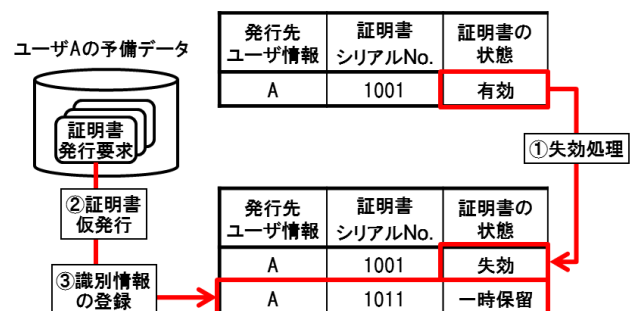 ユーザAの予備データ
証明書
発行要求
②証明書
仮発行
③識別情報
の登録
発行先
ユーザ情報
証明書
シリアルNo.
証明書の
状態
A
1001
有効
①失効処理
発行先
ユーザ情報
証明書
シリアルNo.
証明書の
状態
A
1001
失効
A
1011
一時保留